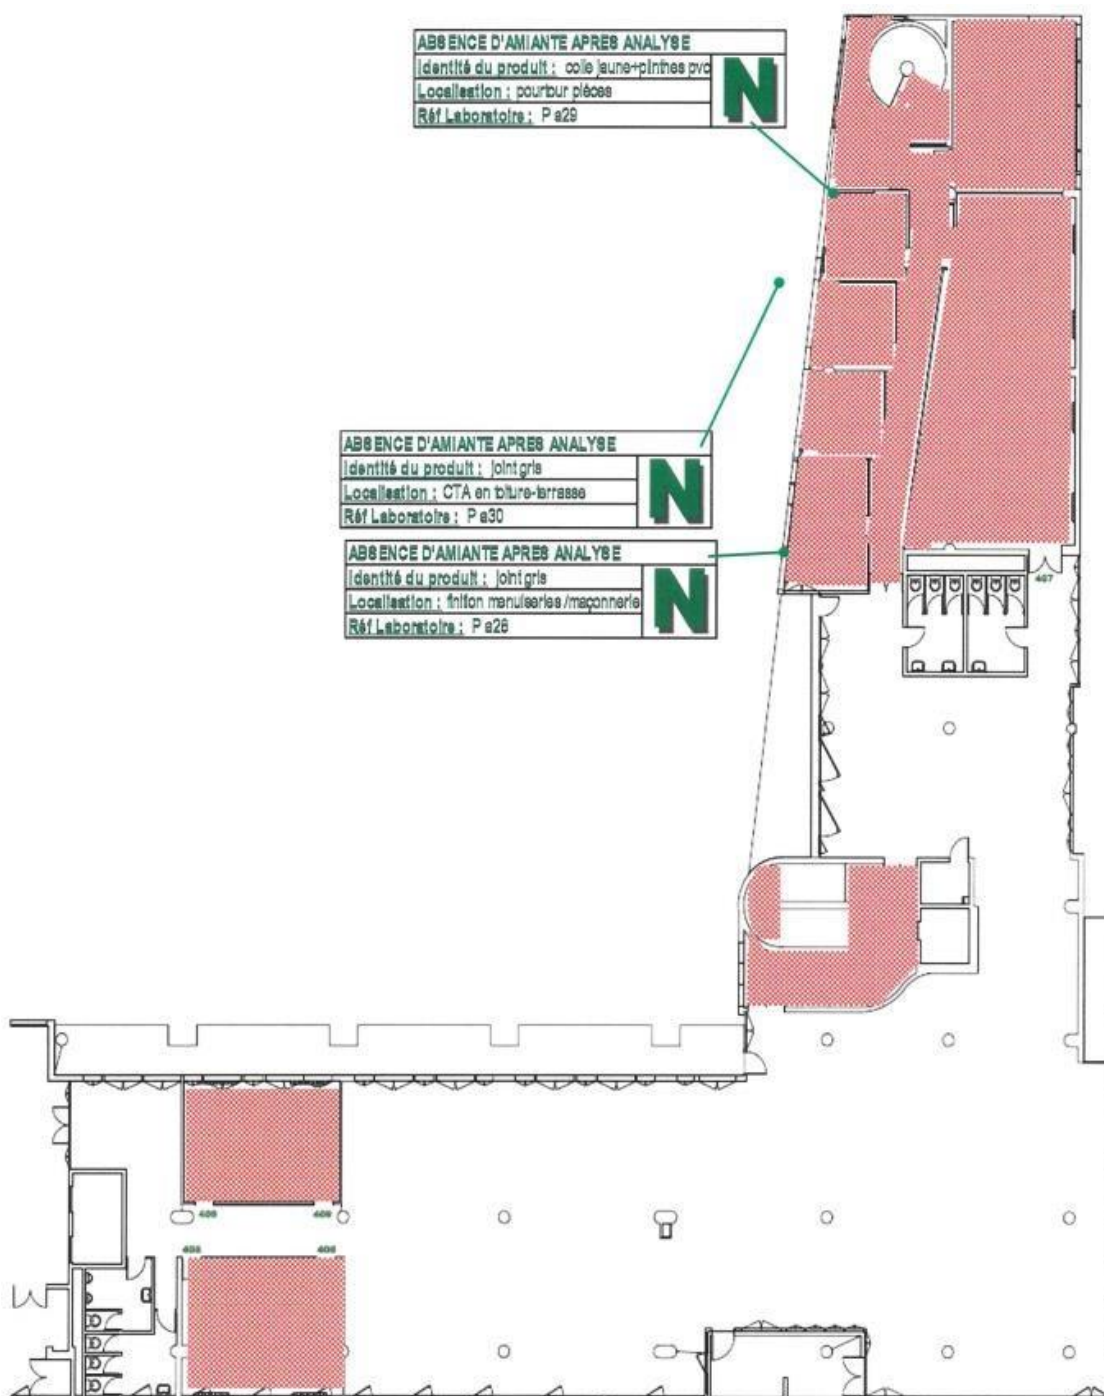 ABSENCE D'AMIANTE APRES ANALYSE
Identité du produit : colle jaune+plinthes pvc
Localisation : pourtour pièces
Réf Laboratoire : P a29
N
ABSENCE D'AMIANTE APRES ANALYSE
Identité du produit : joint gris
Localisation : CTA en toiture-terrasse
Réf Laboratoire : P a30
N
ABSENCE D'AMIANTE APRES ANALYSE
Identité du produit : joint gris
Localisation : finition menuiseries /maçonnerie
Réf Laboratoire : P a28
N
407